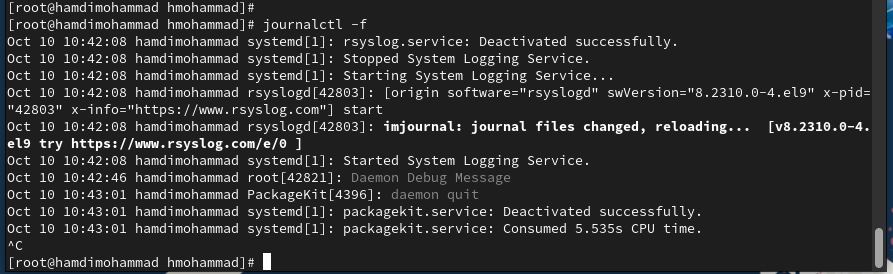 [root@hamdimohammad hmohammad]#
[root@hamdimohammad hmohammad]# journalctl -f
Oct 10 10:42:08 hamdimohammad systemd[1]: rsyslog.service: Deactivated successfully.
Oct 10 10:42:08 hamdimohammad systemd[1]: Stopped System Logging Service.
Oct 10 10:42:08 hamdimohammad systemd[1]: Starting System Logging Service...
Oct 10 10:42:08 hamdimohammad rsyslogd[42803]: [origin software="rsyslogd" swVersion="8.2310.0-4.el9" x-pid=
"42803" x-info="https://www.rsyslog.com"] start
Oct 10 10:42:08 hamdimohammad rsyslogd[42803]: imjournal: journal files changed, reloading...  [v8.2310.0-4.
el9 try https://www.rsyslog.com/e/0 ]
Oct 10 10:42:08 hamdimohammad systemd[1]: Started System Logging Service.
Oct 10 10:42:46 hamdimohammad root[42821]: Daemon Debug Message
Oct 10 10:43:01 hamdimohammad PackageKit[4396]: daemon quit
Oct 10 10:43:01 hamdimohammad systemd[1]: packagekit.service: Deactivated successfully.
Oct 10 10:43:01 hamdimohammad systemd[1]: packagekit.service: Consumed 5.535s CPU time.
^C
[root@hamdimohammad hmohammad]#